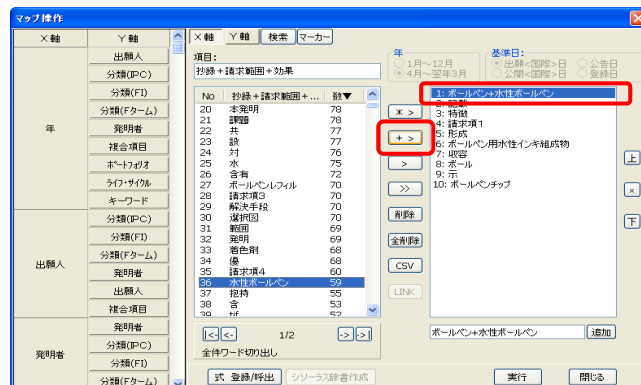 マップ操作
X 軸 Y 軸
年
出願人
分類(IPC)
分類(FI)
分類(Fターム)
発明者
複合項目
ポートフォリオ
ライフ・サイクル
キーワード
出願人
分類(IPC)
分類(FI)
分類(Fターム)
発明者
出願人
複合項目
発明者
発明者
分類(IPC)
分類(FI)
分類(Fターム)
X 軸 Y 軸 検索 マーカー
項目:
抄録+請求範囲+効果
年
1月～12月
4月～翌年3月
基準日:
出願<国際>日 公告日
公開<国際>日 登録日
No 抄録+請求範囲+... 数▼
20 本発明 78
21 課題 78
22 共 77
23 設 77
24 対 76
25 水 75
26 含有 72
27 ボールペンレフィル 70
28 請求項3 70
29 解決手段 70
30 選択図 70
31 範囲 69
32 発明 69
33 着色剤 68
34 優 68
35 請求項4 60
36 水性ボールペン 59
37 把持 55
38 含 53
39 tif 52
|<- <- 1/2 -> ->|
全件ワード切り出し
* >
+ >
>
>>
削除
全削除
CSV
LINK
1: ボールペン+水性ボールペン
2: 記載
3: 特徴
4: 請求項1
5: 形成
6: ボールペン用水性インキ組成物
7: 収容
8: ボール
9: 示
10: ボールペンチップ
上
×
下
ボールペン+水性ボールペン 追加
式 登録/呼出 シソーラス辞書作成 実行 閉じる